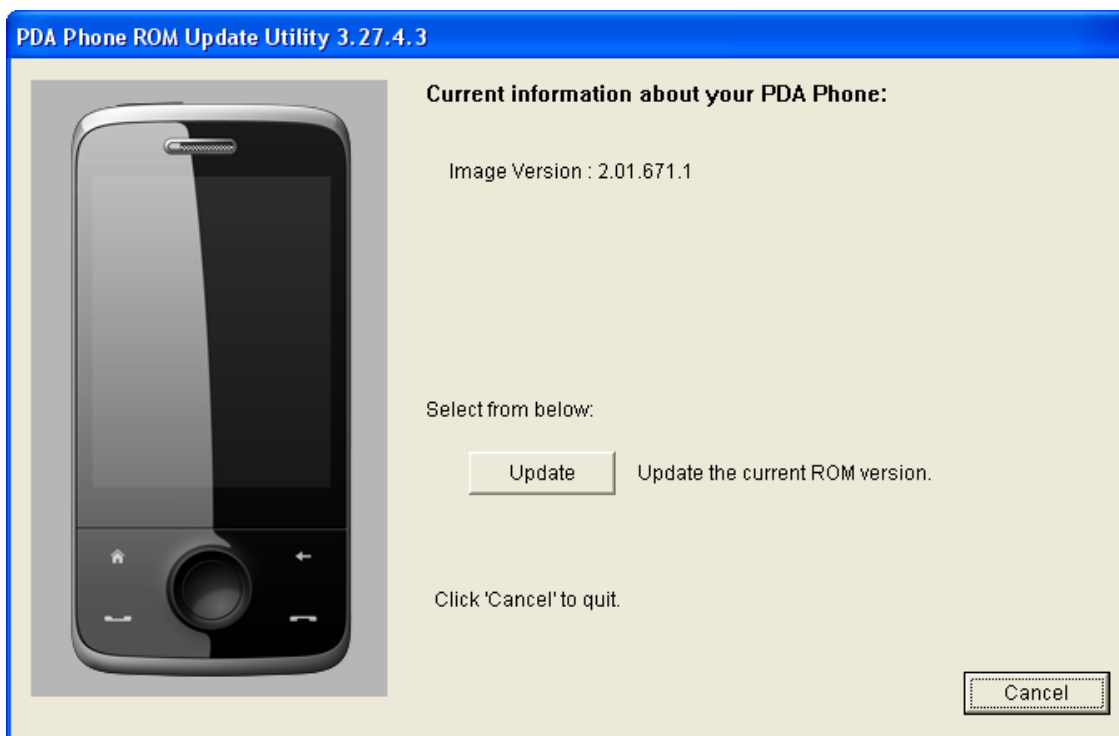 PDA Phone ROM Update Utility 3.27.4.3
Current information about your PDA Phone:
Image Version : 2.01.671.1
Select from below:
Update
Update the current ROM version.
Click 'Cancel' to quit.
Cancel